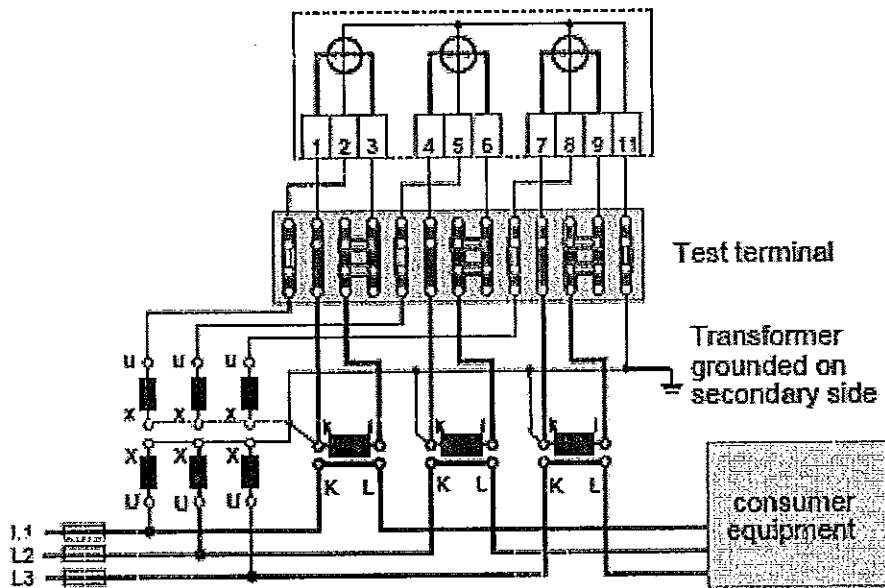 1 2 3 4 5 6 7 8 9 11
Test terminal
Transformer
grounded on
secondary side
u u u
x x x
X X X
U U U
k l k l k l
K L K L K L
L1
L2
L3
consumer
equipment